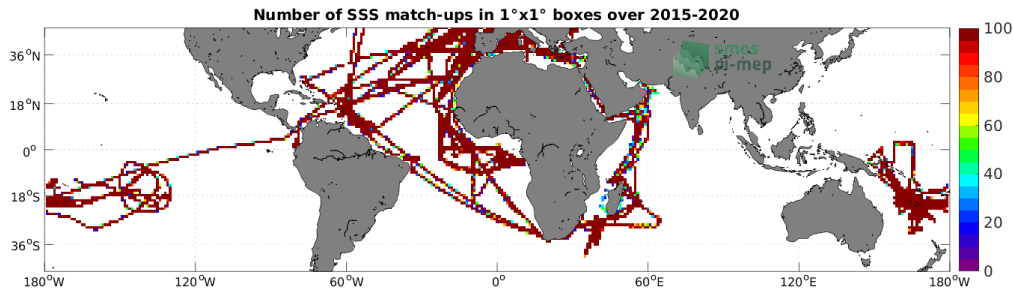 Number of SSS match-ups in 1°x1° boxes over 2015-2020
36°N
18°N
0°
18°S
36°S
180°W
120°W
60°W
0°
60°E
120°E
180°W
smos
pi-mep
100
80
60
40
20
0